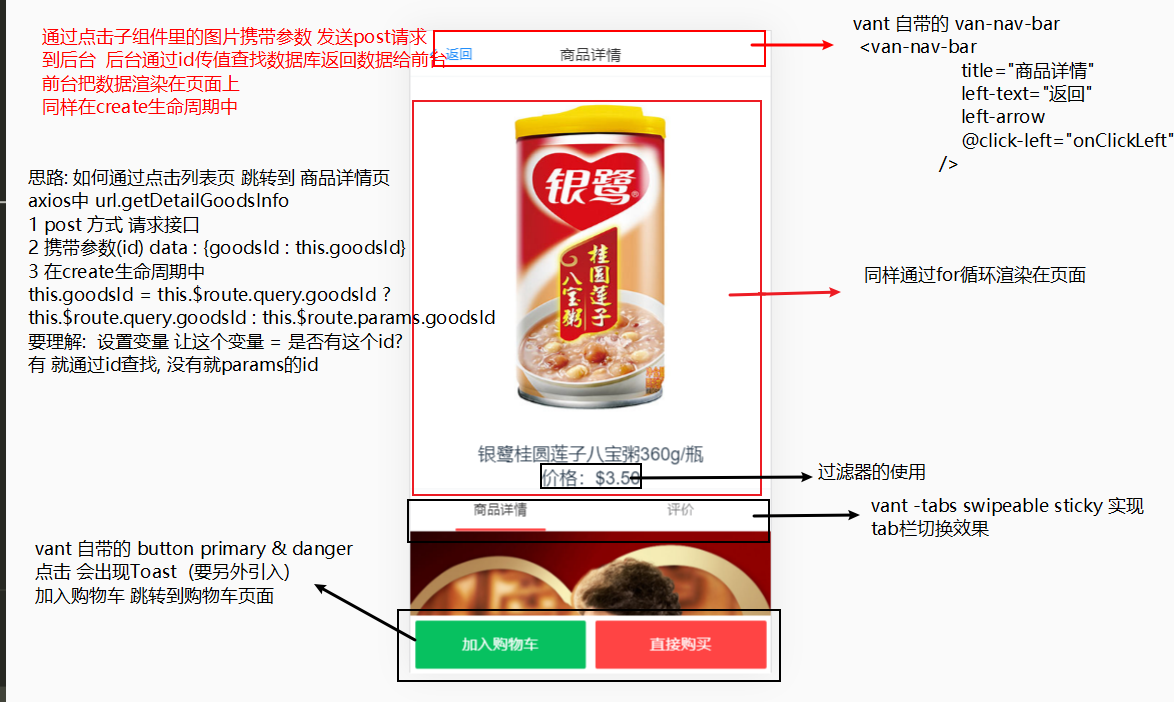 通过点击子组件里的图片携带参数 发送post请求
到后台 后台通过id传值查找数据库返回数据给前台
前台把数据渲染在页面上
同样在create生命周期中
思路: 如何通过点击列表页 跳转到 商品详情页
axios中 url.getDetailGoodsInfo
1 post 方式 请求接口
2 携带参数(id) data : {goodsId : this.goodsId}
3 在create生命周期中
this.goodsId = this.$route.query.goodsId ?
this.$route.query.goodsId : this.$route.params.goodsId
要理解: 设置变量 让这个变量 = 是否有这个id?
有 就通过id查找, 没有就params的id
vant 自带的 button primary & danger
点击 会出现Toast (要另外引入)
加入购物车 跳转到购物车页面
返回
商品详情
银鹭®
桂圆莲子
八宝粥
银鹭桂圆莲子八宝粥360g/瓶
价格: $3.50
商品详情
评价
加入购物车
直接购买
vant 自带的 van-nav-bar
<van-nav-bar
title="商品详情"
left-text="返回"
left-arrow
@click-left="onClickLeft"
/>
同样通过for循环渲染在页面
过滤器的使用
vant -tabs swipeable sticky 实现
tab栏切换效果